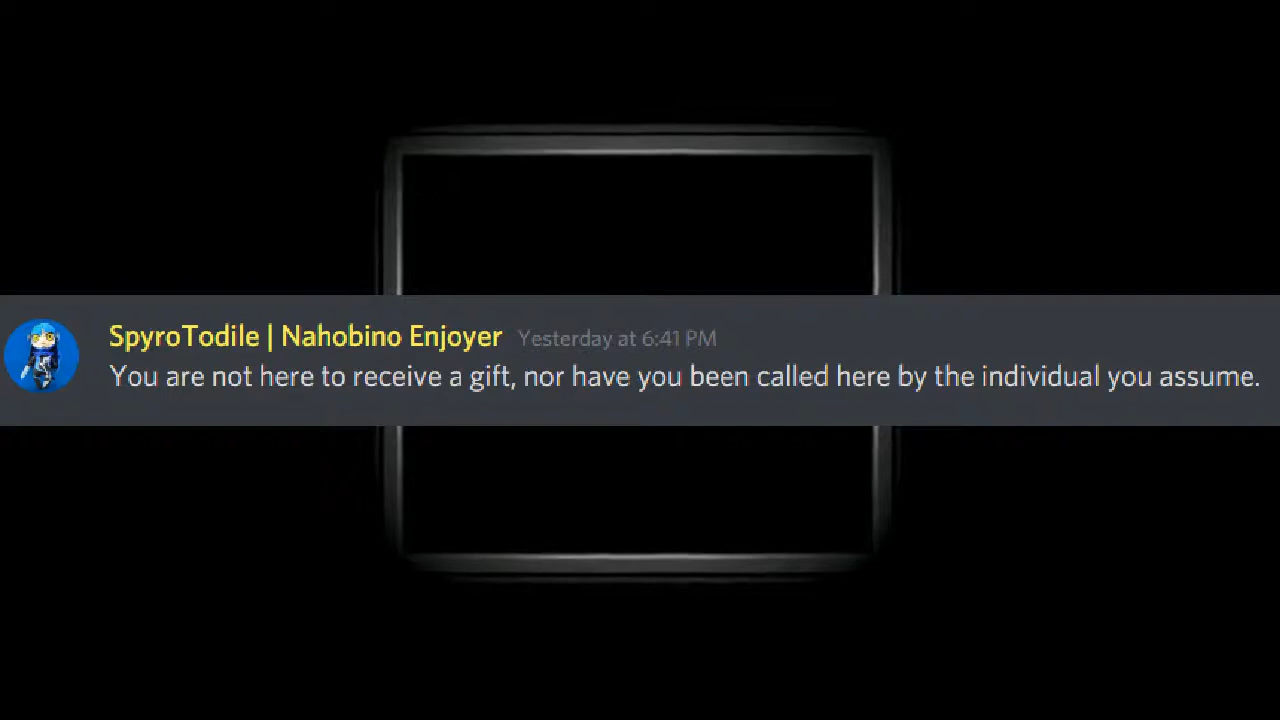 SpyroTodile | Nahobino Enjoyer Yesterday at 6:41 PM
You are not here to receive a gift, nor have you been called here by the individual you assume.